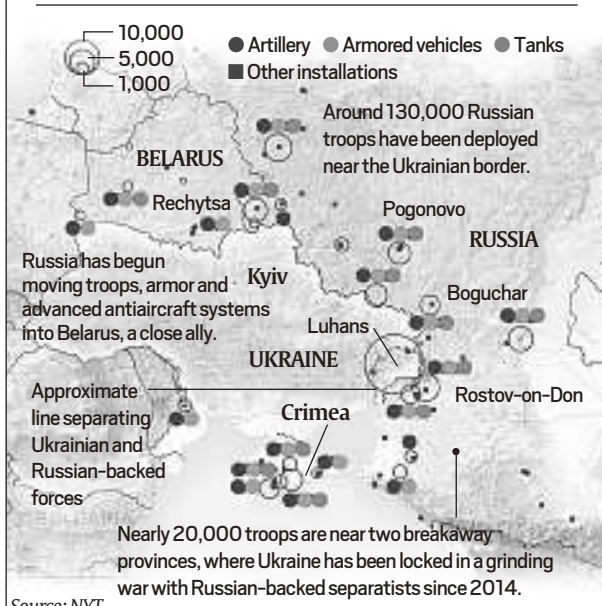 10,000
5,000
1,000
Artillery Armored vehicles Tanks
Other installations
Around 130,000 Russian
troops have been deployed
near the Ukrainian border.
BELARUS
Rechytsa
Pogonovo
RUSSIA
Russia has begun
moving troops, armor and
advanced antiaircraft systems
into Belarus, a close ally.
Kyiv
Boguchar
Luhans
UKRAINE
Rostov-on-Don
Approximate
line separating
Ukrainian and
Russian-backed
forces
Crimea
Nearly 20,000 troops are near two breakaway
provinces, where Ukraine has been locked in a grinding
war with Russian-backed separatists since 2014.
Source: NYT